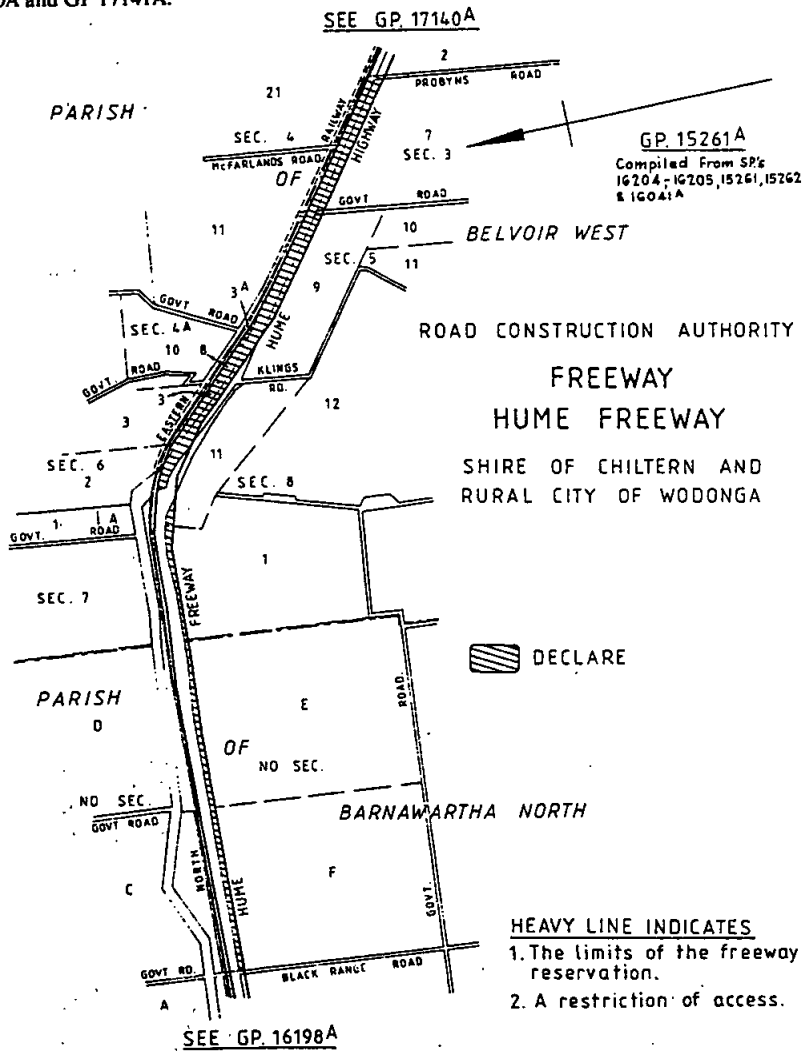 0A and GP 17141A.
SEE GP. 17140A
2
PROBYNS ROAD
21
PARISH
SEC. 4
McFARLANDS ROAD
OF
RAILWAY
HIGHWAY
7
SEC. 3
GP. 15261A
Compiled From SP.'s
16204, 16205, 15261, 15262
& 16041A
GOVT ROAD
11
10
BELVOIR WEST
SEC. 5
11
9
3A
GOVT ROAD
HUME
SEC. 4A
10
8
ROAD CONSTRUCTION AUTHORITY
GOVT. ROAD
KLINGS
RD.
3
EASTERN
FREEWAY
HUME FREEWAY
3
12
11
SEC. 6
2
SEC. 8
SHIRE OF CHILTERN AND
RURAL CITY OF WODONGA
1
A
GOVT. ROAD
1
SEC. 7
FREEWAY
DECLARE
PARISH
D
E
ROAD.
OF
NO SEC.
NO SEC.
GOVT ROAD
BARNAWARTHA NORTH
C
NORTH
HUME
F
GOVT.
HEAVY LINE INDICATES
1. The limits of the freeway
reservation.
2. A restriction of access.
GOVT RD.
BLACK RANGE ROAD
A
SEE GP. 16198A